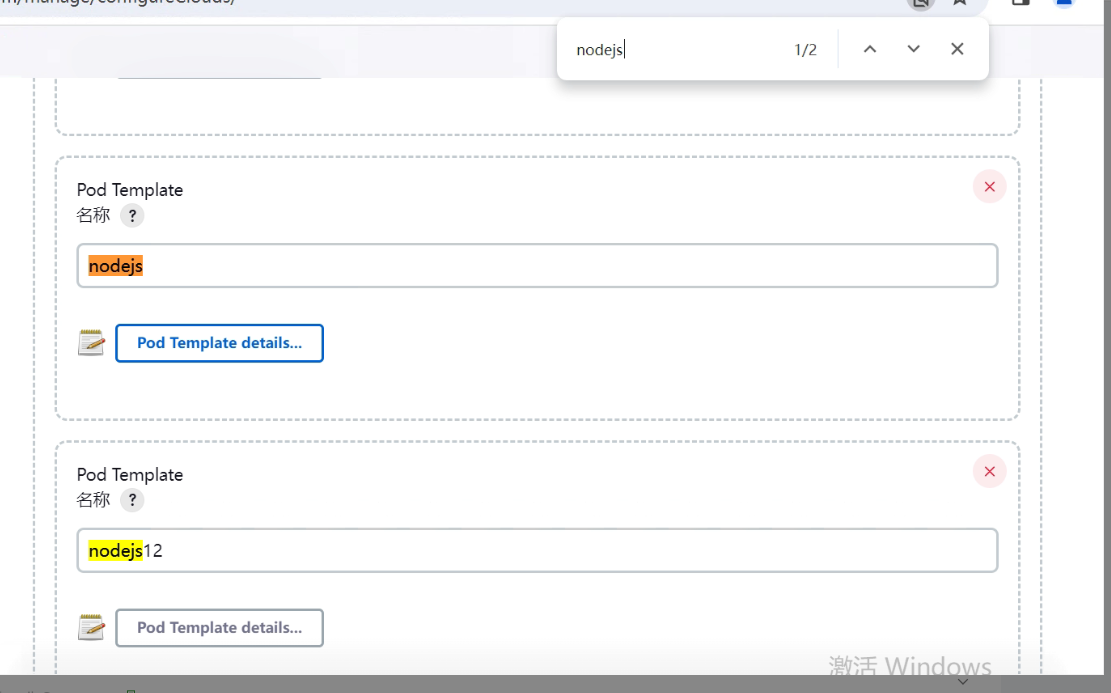 /manage/configureClouds/
nodejs
1/2
Pod Template
名称 ?
nodejs
Pod Template details...
Pod Template
名称 ?
nodejs12
Pod Template details...
激活 Windows